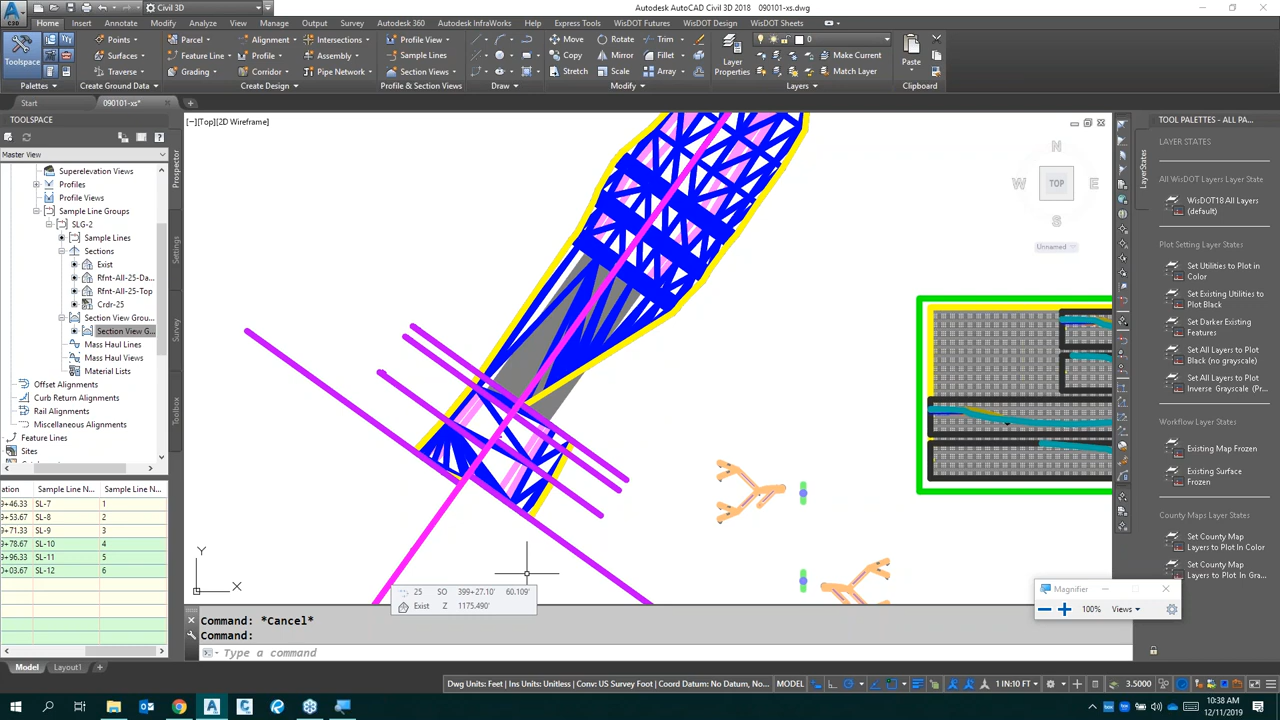 Civil 3D
Autodesk AutoCAD Civil 3D 2018   090101-xs.dwg
Home Insert Annotate Modify Analyze View Manage Output Survey Autodesk 360 Autodesk InfraWorks Help Express Tools WisDOT Futures WisDOT Design WisDOT Sheets
Points Parcel Alignment Intersections Profile View Move Rotate Trim 0 Make Current
Surfaces Feature Line Profile Assembly Sample Lines Copy Mirror Fillet Match Layer
Traverse Grading Corridor Pipe Network Section Views Stretch Scale Array
Toolspace Layer Properties Paste
Palettes Create Ground Data Create Design Profile & Section Views Draw Modify Layers Clipboard
Start 090101-xs*
TOOLSPACE
Master View
Superelevation Views
Profiles
Profile Views
Sample Line Groups
SLG-2
Sample Lines
Sections
Exist
Rfnt-All-25-Da...
Rfnt-All-25-Top
Crdr-25
Section View Grou...
Section View G...
Mass Haul Lines
Mass Haul Views
Material Lists
Offset Alignments
Curb Return Alignments
Rail Alignments
Miscellaneous Alignments
Feature Lines
Sites
Prospector
Settings
Survey
Toolbox
ation Sample Line N... Sample Line N...
9+46.33 SL-7 1
9+53.67 SL-8 2
9+71.33 SL-9 3
9+78.67 SL-10 4
9+96.33 SL-11 5
0+03.67 SL-12 6
[−][Top][2D Wireframe]
N
W TOP E
S
Unnamed
Y
X
25 SO 399+27.10' 60.109'
Exist Z 1175.490'
Command: *Cancel*
Command:
Type a command
TOOL PALETTES - ALL PA...
LayerStates
LAYER STATES
All WisDOT Layers Layer State
WisDOT18 All Layers
(default)
Plot Setting Layer States
Set Utilities to Plot in
Color
Set Existing Utilities to
Plot Black
Set Darker Existing
Features
Set All Layers to Plot
Black (no grayscale)
Set All Layers to Plot
Inverse Grayscale (Pr...
Workflow Layer States
Existing Map Frozen
Existing Surface
Frozen
County Maps Layer States
Set County Map
Layers to Plot In Color
Set County Map
Layers to Plot In Gra...
Magnifier
100% Views
Model Layout1
Dwg Units: Feet | Ins Units: Unitless | Conv: US Survey Foot | Coord Datum: No Datum, No... MODEL 1 IN:10 FT 3.5000
10:38 AM
12/11/2019